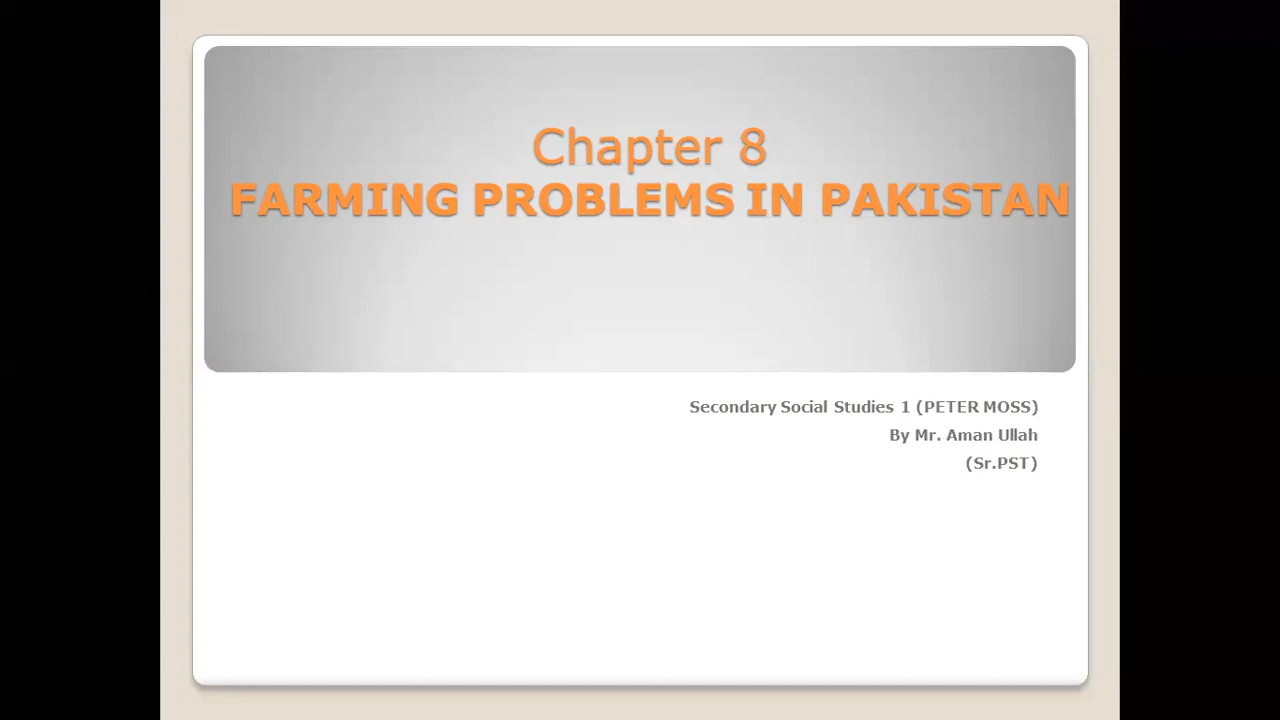 Chapter 8
FARMING PROBLEMS IN PAKISTAN
Secondary Social Studies 1 (PETER MOSS)
By Mr. Aman Ullah
(Sr.PST)